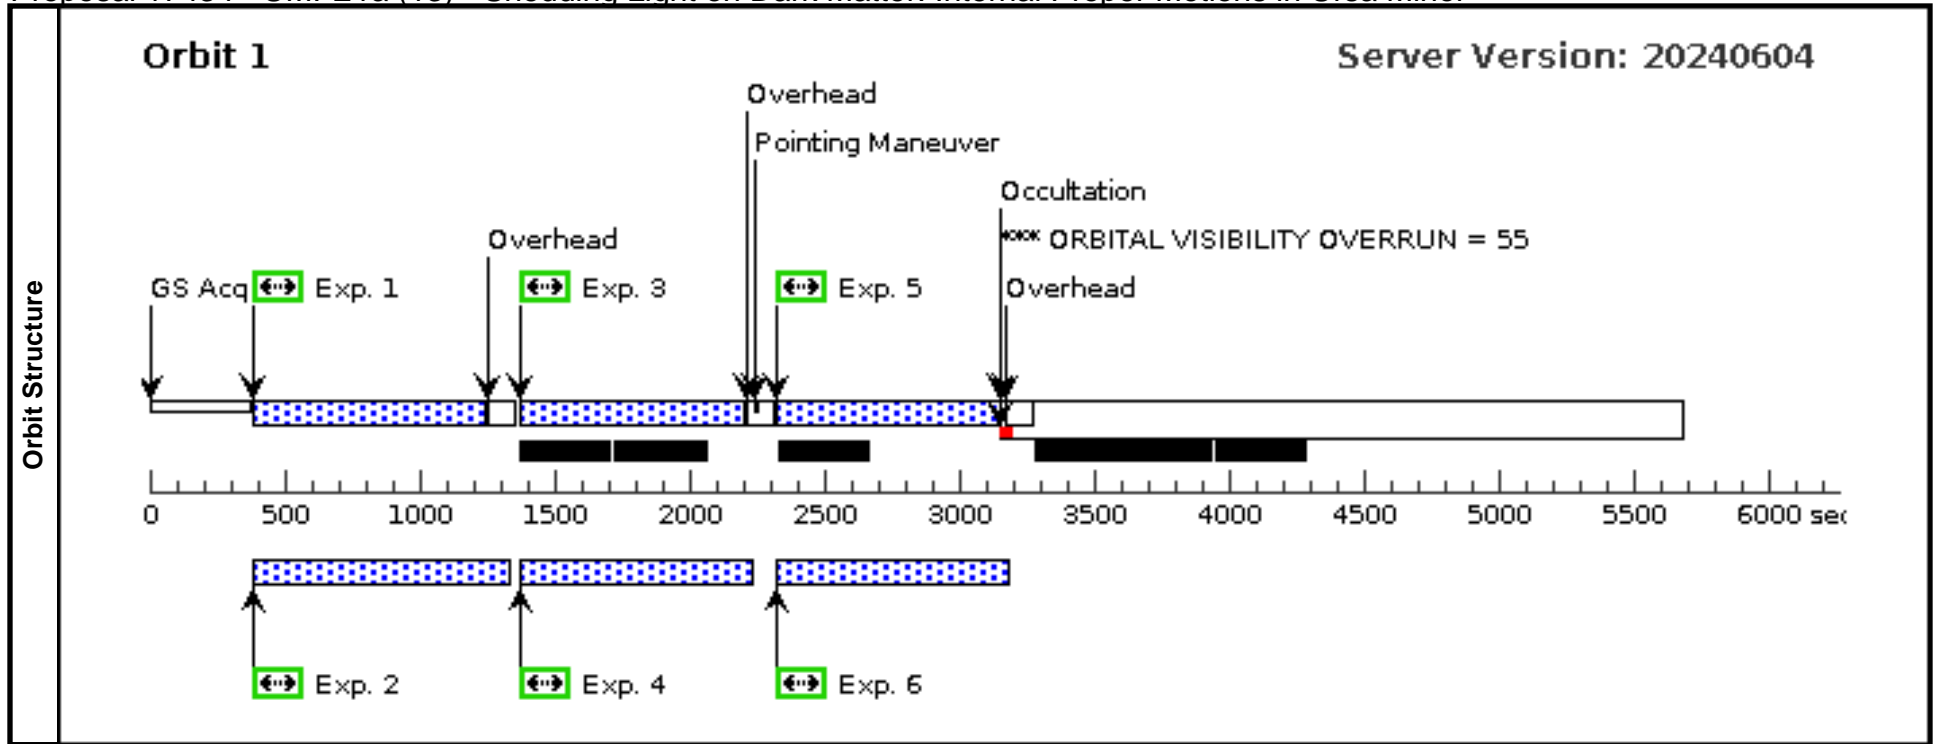 Orbit 1
Server Version: 20240604
Overhead
Pointing Maneuver
Occultation
Overhead
**** ORBITAL VISIBILITY OVERRUN = 55
GS Acq
Exp. 1
Exp. 3
Exp. 5
Overhead
Orbit Structure
0 500 1000 1500 2000 2500 3000 3500 4000 4500 5000 5500 6000 sec
Exp. 2
Exp. 4
Exp. 6